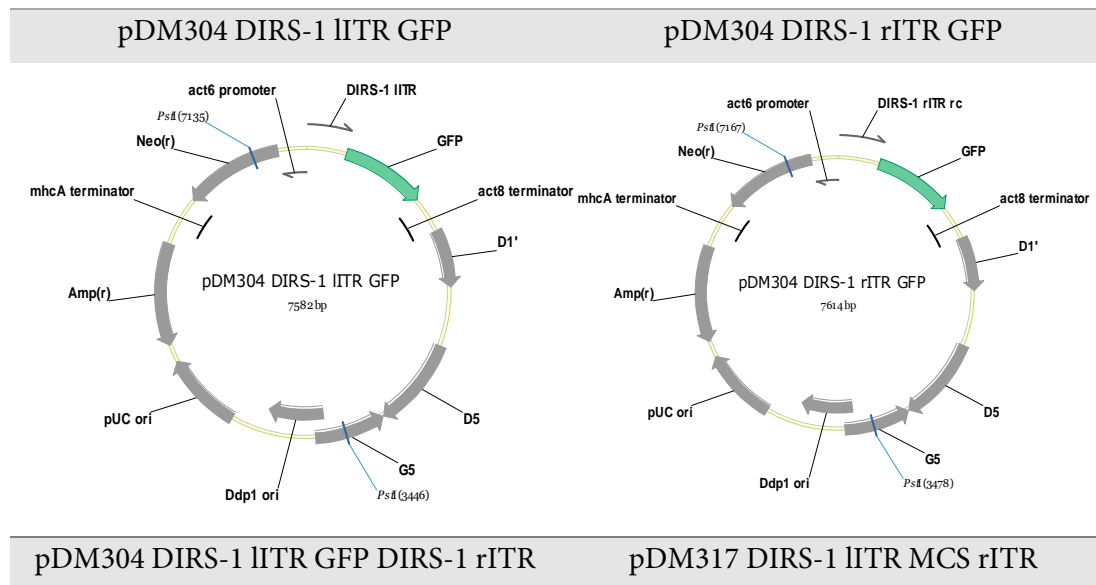 pDM304 DIRS-1 lITR GFP
pDM304 DIRS-1 rITR GFP
act6 promoter
DIRS-1 lITR
PstI (7135)
Neo(r)
GFP
mhcA terminator
act8 terminator
D1'
pDM304 DIRS-1 lITR GFP
7582 bp
Amp(r)
pUC ori
D5
G5
Ddp1 ori
PstI (3446)
act6 promoter
DIRS-1 rITR rc
PstI (7167)
Neo(r)
GFP
mhcA terminator
act8 terminator
D1'
pDM304 DIRS-1 rITR GFP
7614 bp
Amp(r)
pUC ori
D5
G5
Ddp1 ori
PstI (3478)
pDM304 DIRS-1 lITR GFP DIRS-1 rITR
pDM317 DIRS-1 lITR MCS rITR